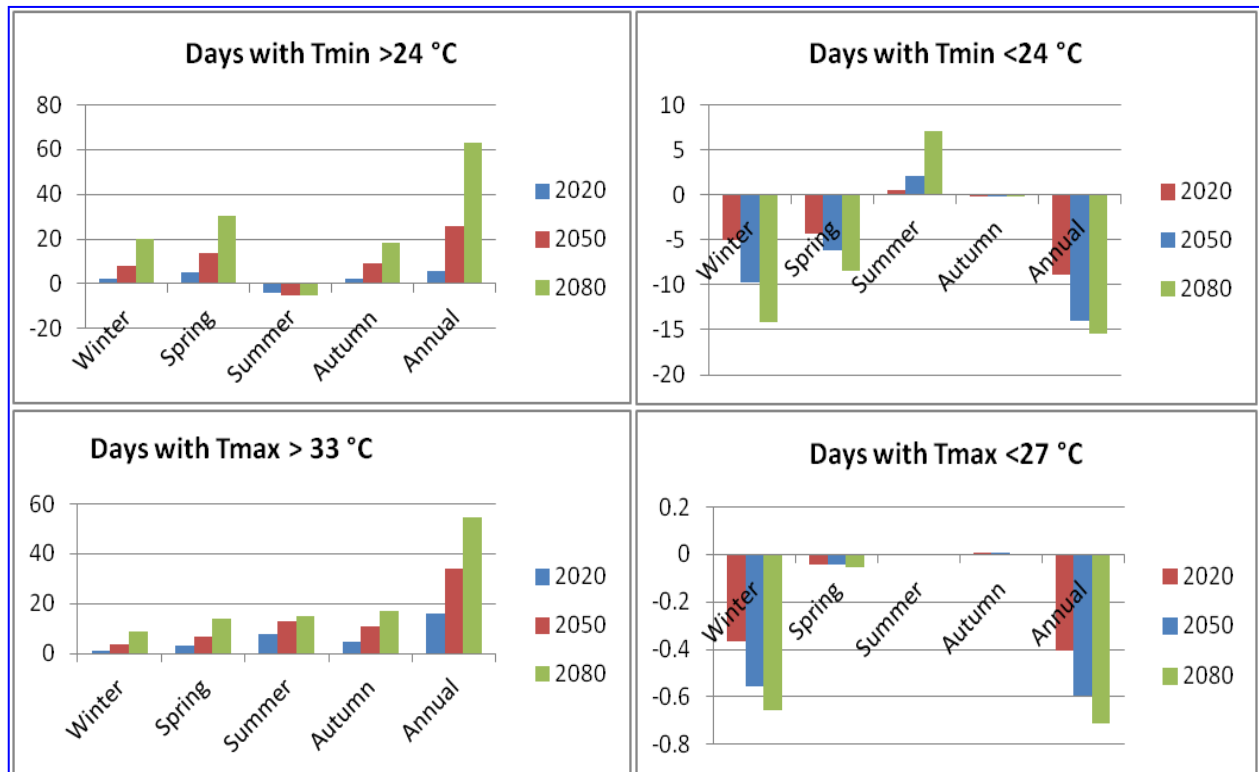 Days with Tmin >24 °C
80
60
40
20
0
-20
Winter
Spring
Summer
Autumn
Annual
2020
2050
2080
Days with Tmin <24 °C
10
5
0
-5
-10
-15
-20
Winter
Spring
Summer
Autumn
Annual
2020
2050
2080
Days with Tmax > 33 °C
60
40
20
0
Winter
Spring
Summer
Autumn
Annual
2020
2050
2080
Days with Tmax <27 °C
0.2
0
-0.2
-0.4
-0.6
-0.8
Winter
Spring
Summer
Autumn
Annual
2020
2050
2080